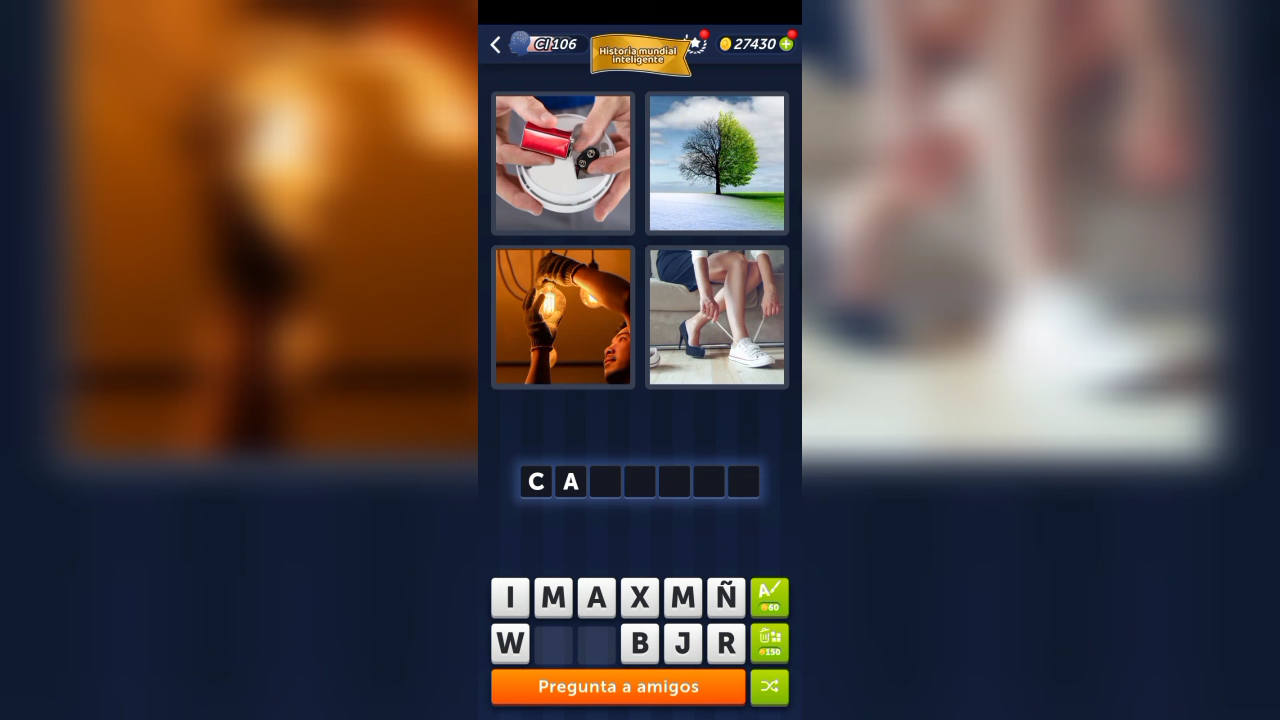 CI 106
Historia mundial
inteligente
27430
C A
I M A X M Ñ
A
60
W B J R
150
Pregunta a amigos